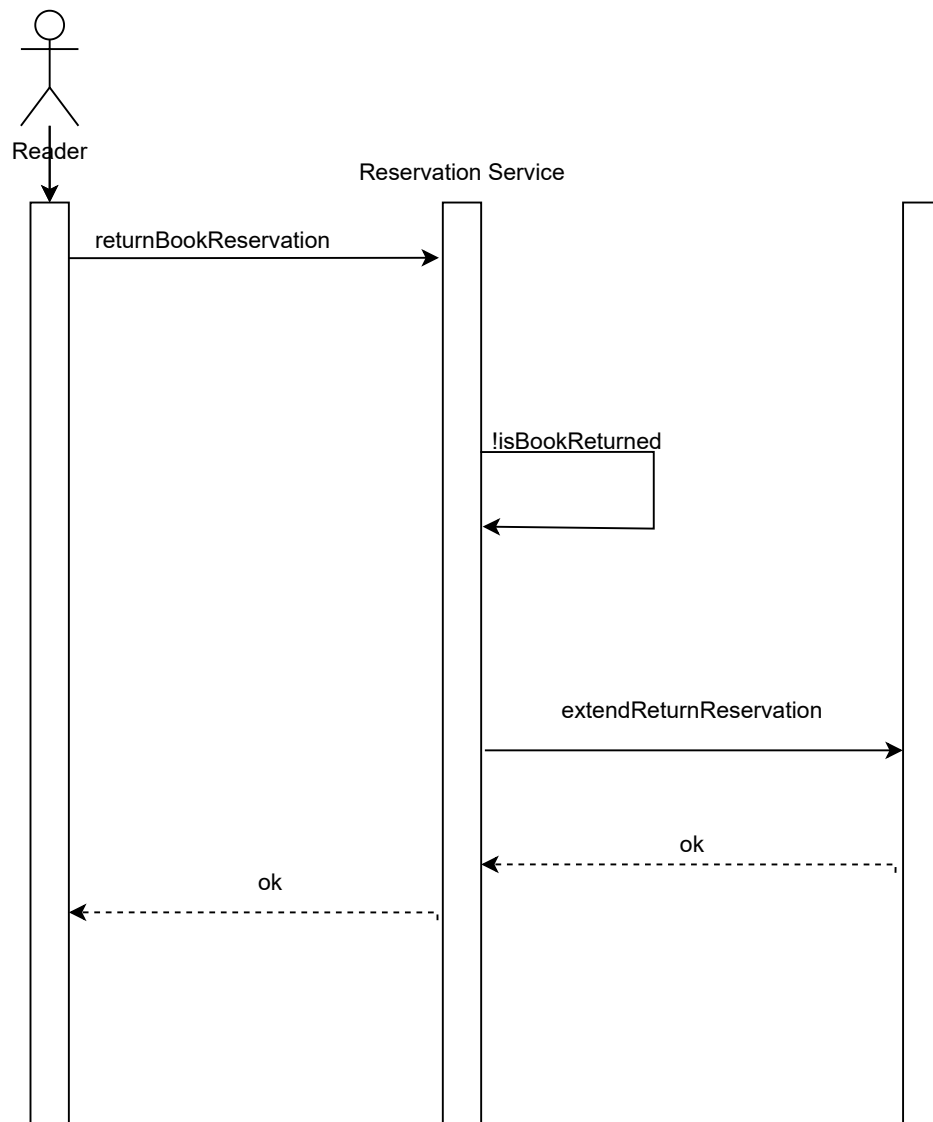 Reader
Reservation Service
returnBookReservation
!isBookReturned
extendReturnReservation
ok
ok